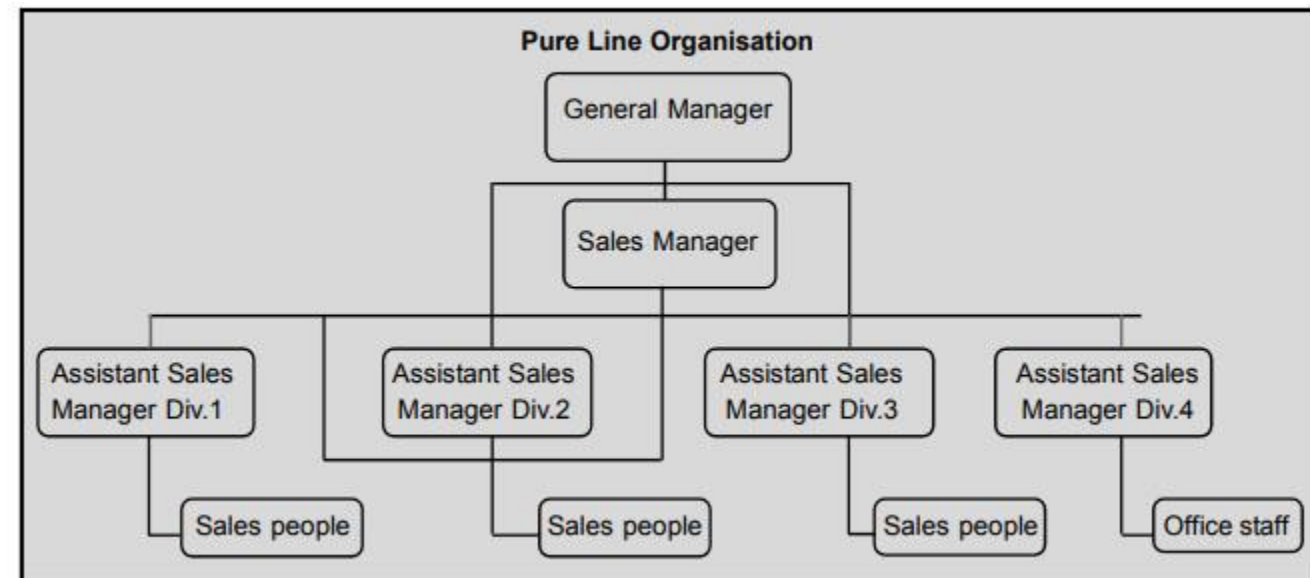 Pure Line Organisation
General Manager
Sales Manager
Assistant Sales
Manager Div.1
Assistant Sales
Manager Div.2
Assistant Sales
Manager Div.3
Assistant Sales
Manager Div.4
Sales people
Sales people
Sales people
Office staff